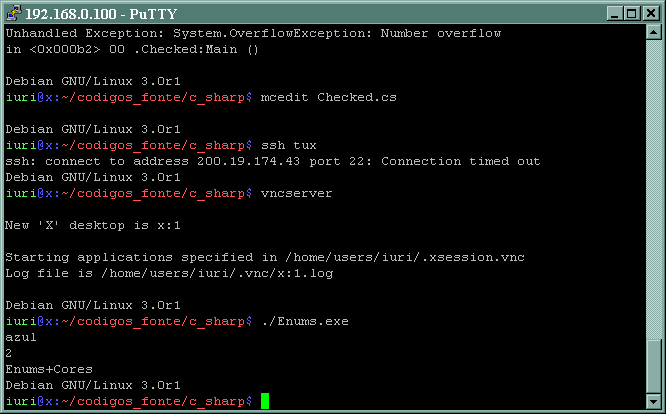 192.168.0.100 - PuTTY
Unhandled Exception: System.OverflowException: Number overflow
in <0x000b2> 00 .Checked:Main ()
Debian GNU/Linux 3.0r1
iuri@x:~/codigos_fonte/c_sharp$ mcedit Checked.cs
Debian GNU/Linux 3.0r1
iuri@x:~/codigos_fonte/c_sharp$ ssh tux
ssh: connect to address 200.19.174.43 port 22: Connection timed out
Debian GNU/Linux 3.0r1
iuri@x:~/codigos_fonte/c_sharp$ vncserver
New 'X' desktop is x:1
Starting applications specified in /home/users/iuri/.xsession.vnc
Log file is /home/users/iuri/.vnc/x:1.log
Debian GNU/Linux 3.0r1
iuri@x:~/codigos_fonte/c_sharp$ ./Enums.exe
azul
2
Enums+Cores
Debian GNU/Linux 3.0r1
iuri@x:~/codigos_fonte/c_sharp$